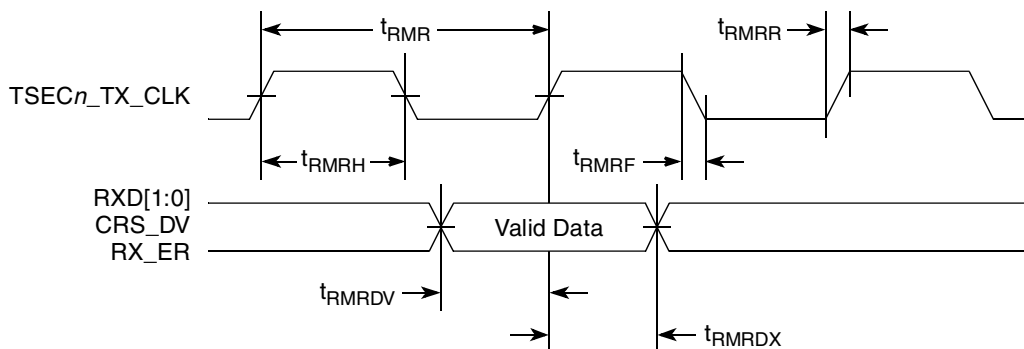 tRMR
tRMRR
TSECn_TX_CLK
tRMRH
tRMRF
RXD[1:0]
CRS_DV
Valid Data
RX_ER
tRMRDV
tRMRDX